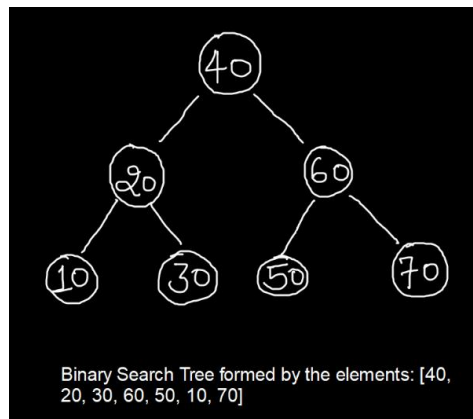 40
20 60
10 30 50 70
Binary Search Tree formed by the elements: [40,
20, 30, 60, 50, 10, 70]